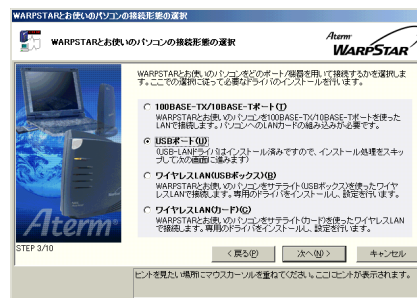 WARPSTARとお使いのパソコンの接続形態の選択
WARPSTARとお使いのパソコンの接続形態の選択
Aterm
WARPSTAR
WARPSTARとお使いのパソコンをどのポート/機器を用いて接続するかを選択しま
す。ここでの選択に従って必要なドライバのインストールを行います。
100BASE-TX/10BASE-Tポート(T)
WARPSTARとお使いのパソコンを100BASE-TX/10BASE-Tポートを使った
LANで接続します。パソコンへのLANカードの組み込みが必要です。
USBポート(U)
(USB-LANドライバはインストール済みですので、インストール処理をスキッ
プして次の画面に進みます)
ワイヤレスLAN(USBボックス)(B)
WARPSTARとお使いのパソコンをサテライト(USBボックス)を使ったワイヤ
レスLANで接続します。専用のドライバをインストールし、設定を行います。
ワイヤレスLAN(カード)(C)
WARPSTARとお使いのパソコンをサテライト(カード)を使ったワイヤレスLAN
で接続します。専用のドライバをインストールし、設定を行います。
Aterm
STEP 3/10
< 戻る(P)
次へ(N) >
キャンセル
ヒントを見たい場所にマウスカーソルを重ねてください。ここにヒントが表示されます。